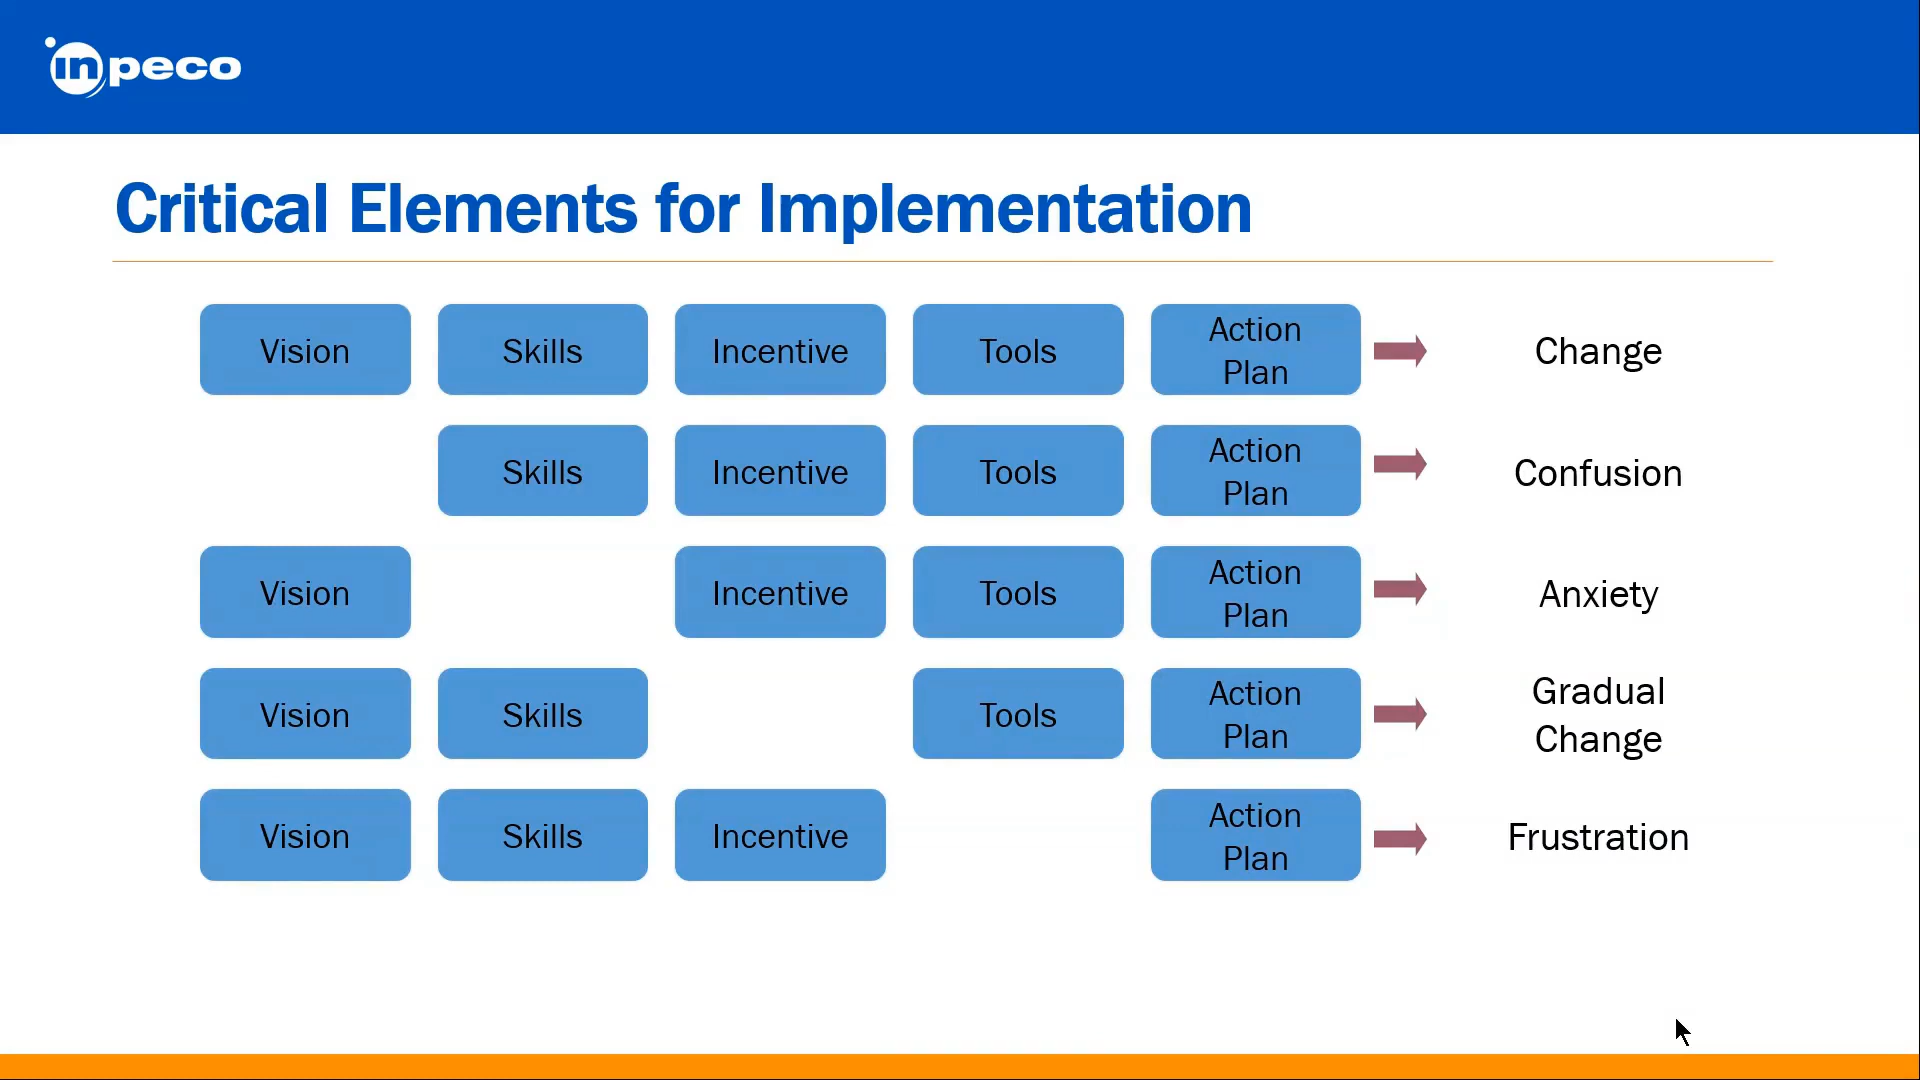 inpeco
Critical Elements for Implementation
Vision Skills Incentive Tools Action Plan Change
Skills Incentive Tools Action Plan Confusion
Vision Incentive Tools Action Plan Anxiety
Vision Skills Tools Action Plan Gradual Change
Vision Skills Incentive Action Plan Frustration